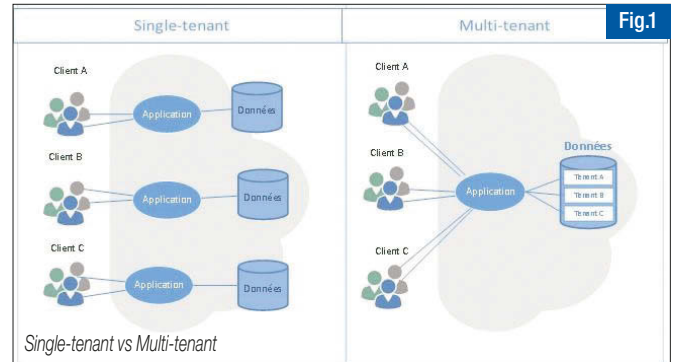 Single-tenant
Multi-tenant
Fig.1
Client A
Application
Données
Client B
Application
Données
Client C
Application
Données
Client A
Client B
Client C
Application
Données
Tenant A
Tenant B
Tenant C
Single-tenant vs Multi-tenant